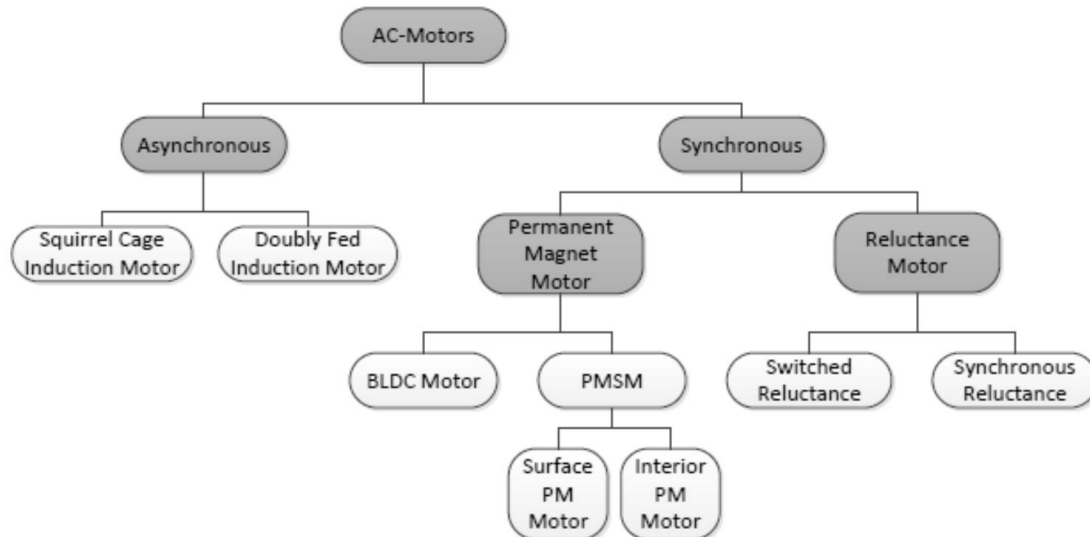 AC-Motors
Asynchronous
Synchronous
Squirrel Cage
Induction Motor
Doubly Fed
Induction Motor
Permanent
Magnet
Motor
Reluctance
Motor
BLDC Motor
PMSM
Switched
Reluctance
Synchronous
Reluctance
Surface
PM
Motor
Interior
PM
Motor